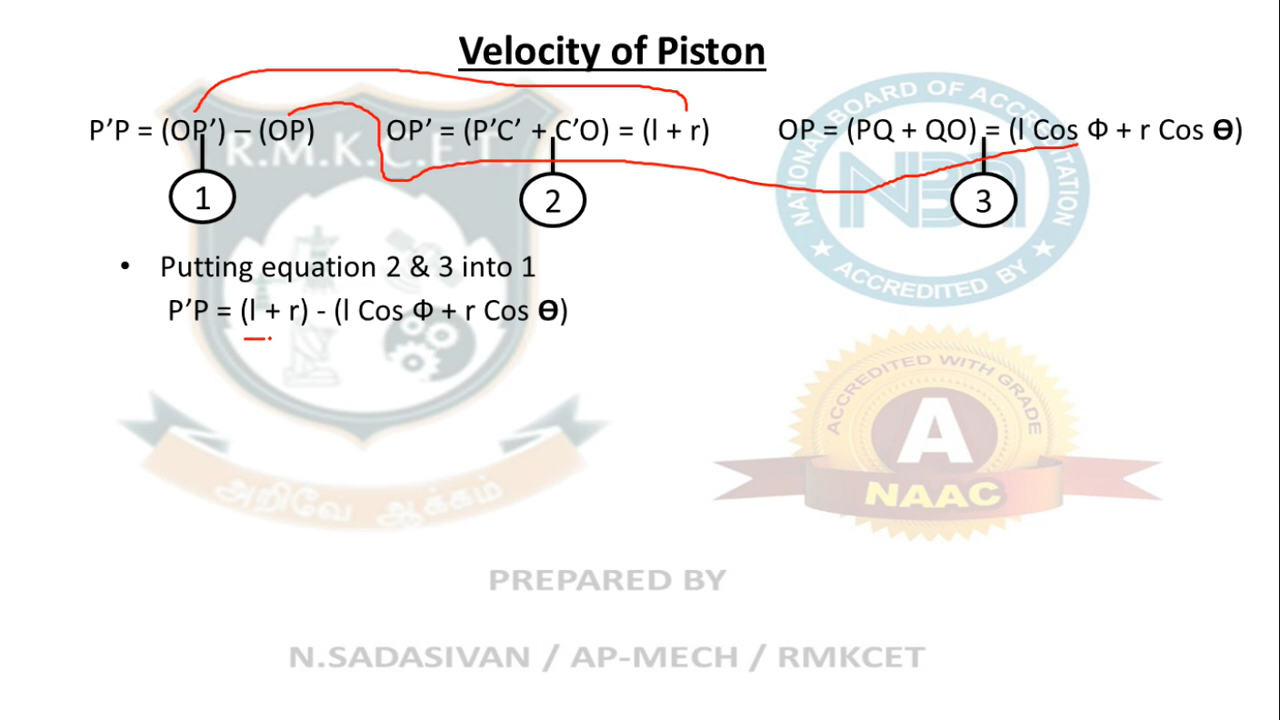 Velocity of Piston
P’P = (OP’) – (OP) OP’ = (P’C’ + C’O) = (l + r) OP = (PQ + QO) = (l Cos Φ + r Cos Ө)
1 2 3
• Putting equation 2 & 3 into 1
P’P = (l + r) - (l Cos Φ + r Cos Ө)
R.M.K.C.E.T.
அறிவே ஆக்கம்
NATIONAL BOARD OF ACCREDITATION
NBA
ACCREDITED BY
ACCREDITED WITH GRADE
A
NAAC
PREPARED BY
N.SADASIVAN / AP-MECH / RMKCET